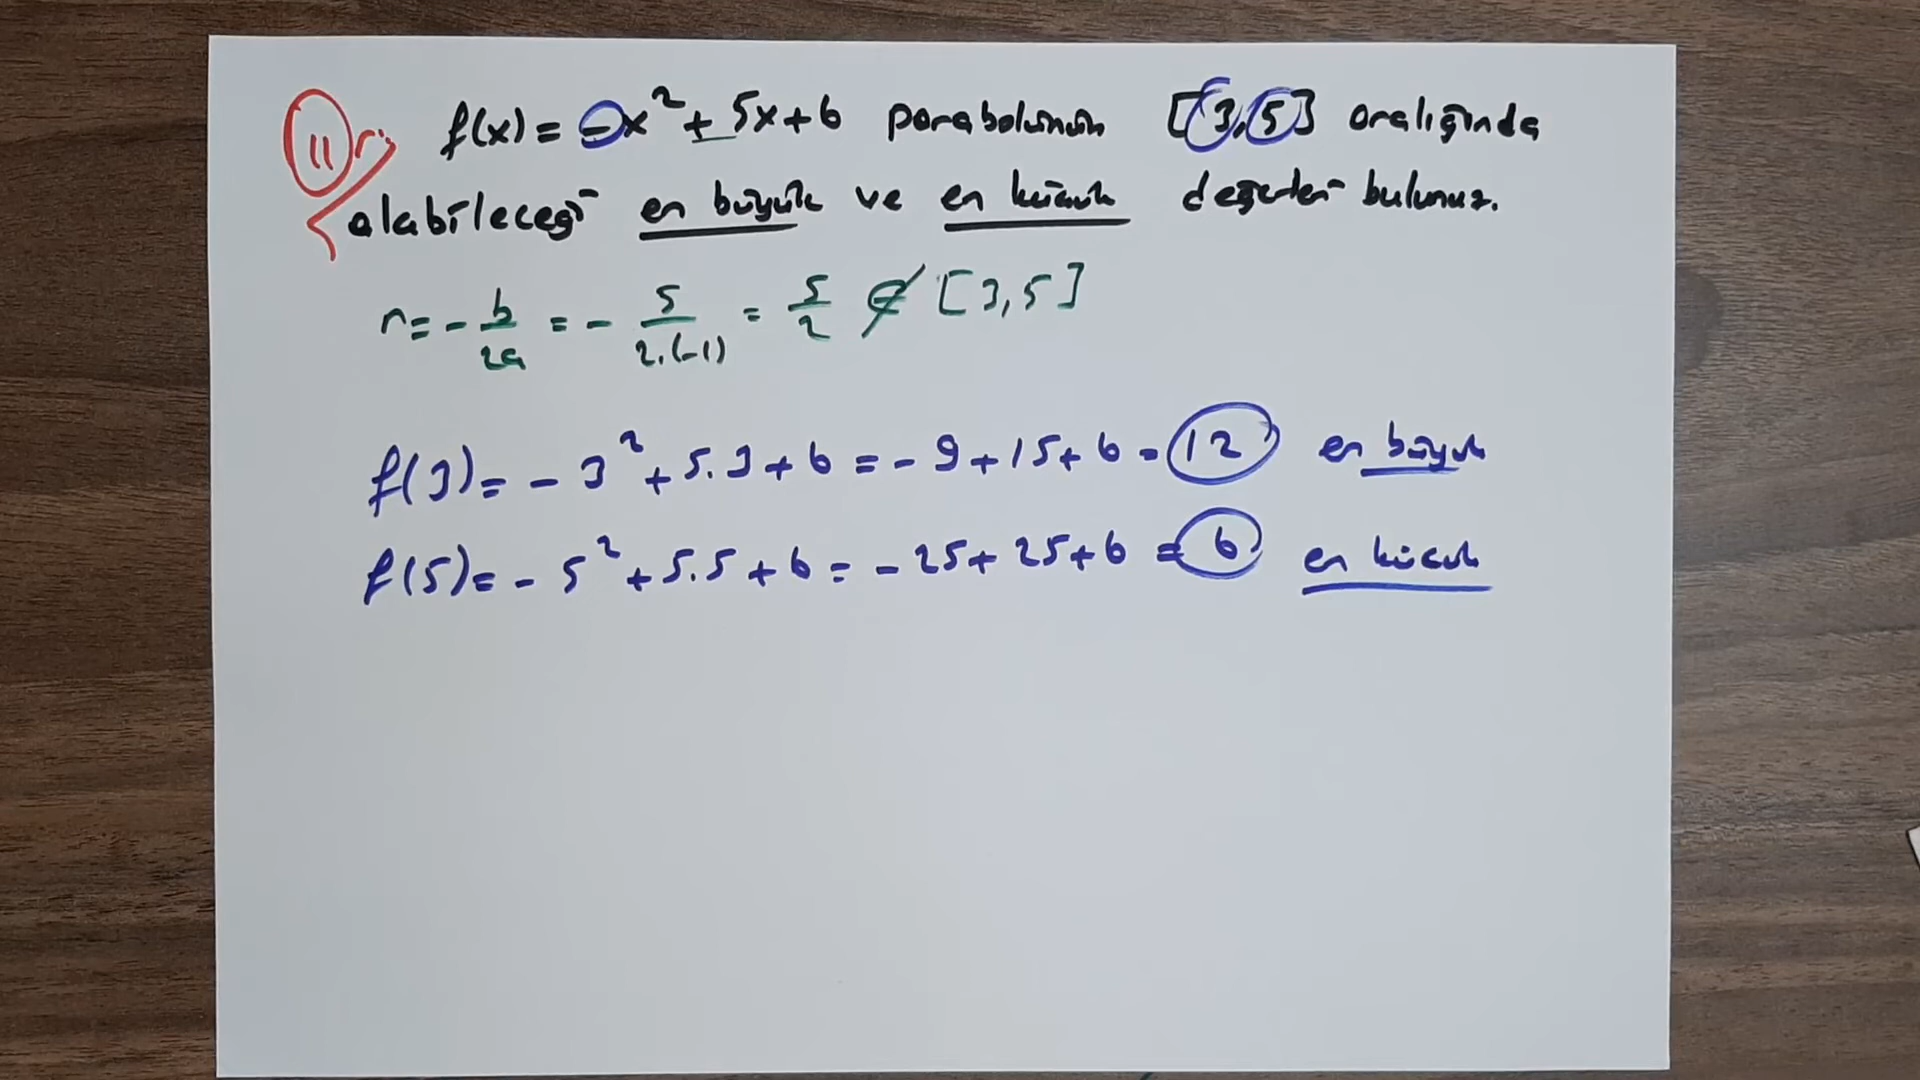 11 r; f(x) = -x² + 5x + 6 parabolünün [3,5] aralığında
alabileceği en büyük ve en küçük değerleri bulunuz.
r = - b/2a = - 5/2.(-1) = 5/2 ∉ [3,5]
f(3) = - 3² + 5.3 + 6 = - 9 + 15 + 6 = 12 en büyük
f(5) = - 5² + 5.5 + 6 = - 25 + 25 + 6 = 6 en küçük